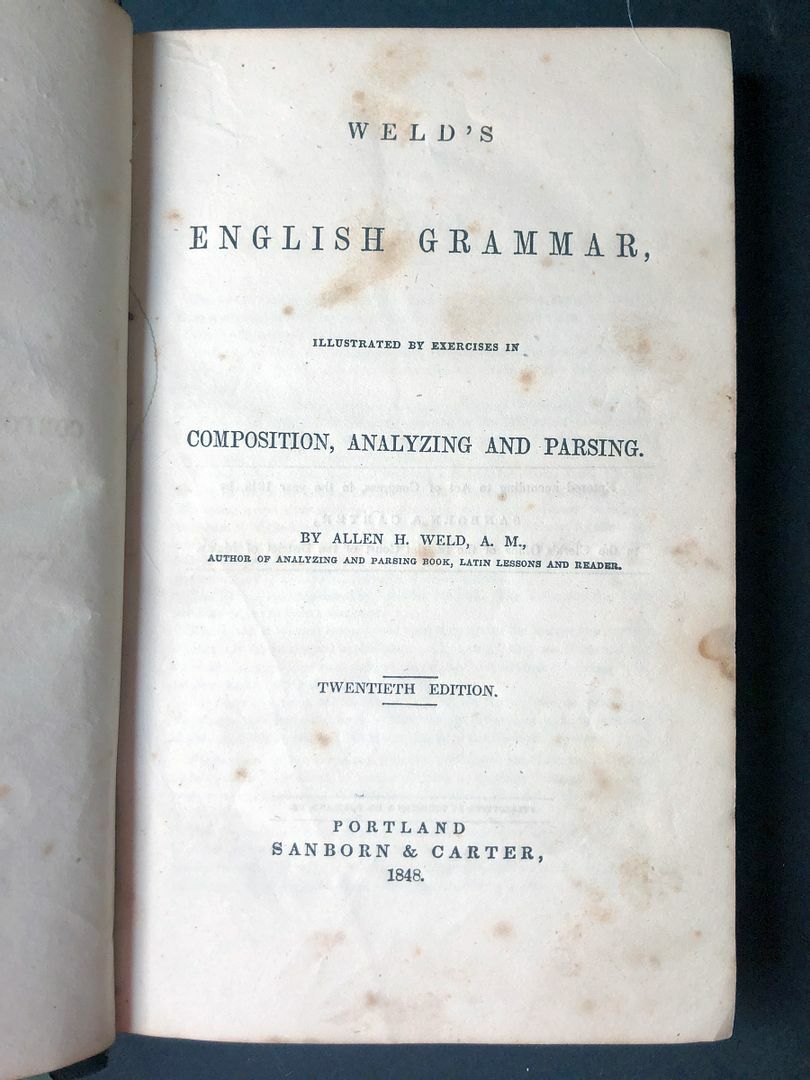 WELD'S
ENGLISH GRAMMAR,
ILLUSTRATED BY EXERCISES IN
COMPOSITION, ANALYZING AND PARSING.
BY ALLEN H. WELD, A. M.,
AUTHOR OF ANALYZING AND PARSING BOOK, LATIN LESSONS AND READER.
TWENTIETH EDITION.
PORTLAND
SANBORN & CARTER,
1848.